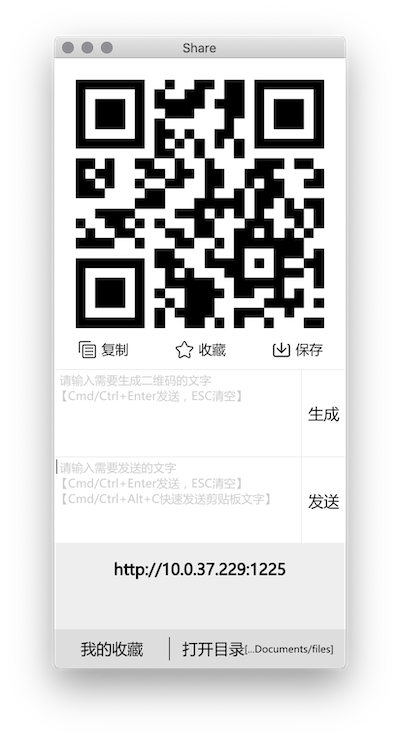 Share
复制 收藏 保存
请输入需要生成二维码的文字
【Cmd/Ctrl+Enter发送，ESC清空】
生成
请输入需要发送的文字
【Cmd/Ctrl+Enter发送，ESC清空】
【Cmd/Ctrl+Alt+C快速发送剪贴板文字】
发送
http://10.0.37.229:1225
我的收藏 打开目录[...Documents/files]